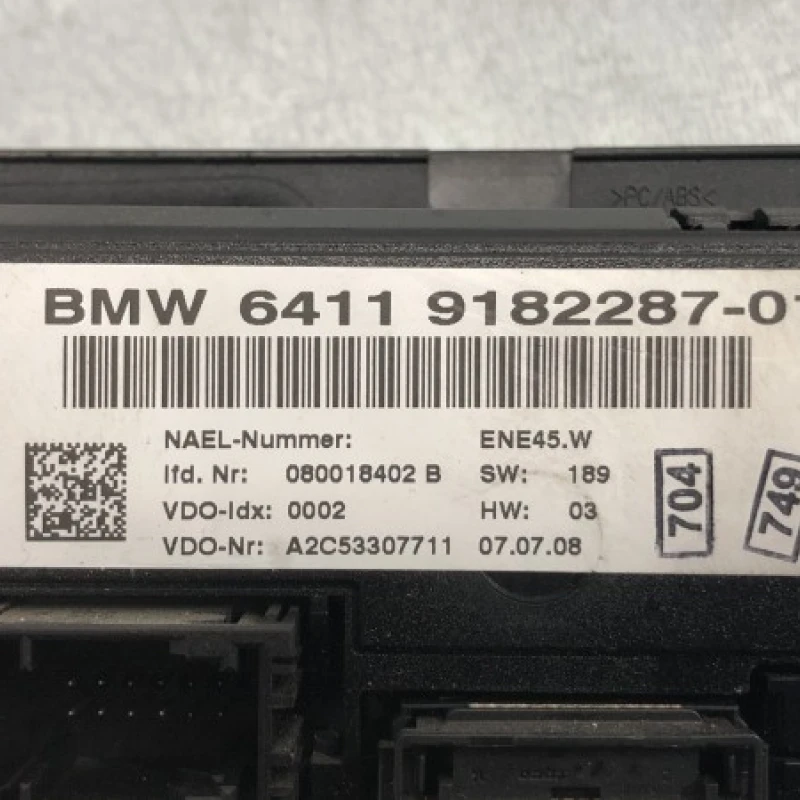 >PC/ABS<
BMW 6411 9182287-01
NAEL-Nummer: ENE45.W
lfd. Nr: 080018402 B SW: 189
VDO-Idx: 0002 HW: 03
VDO-Nr: A2C53307711 07.07.08
704
749